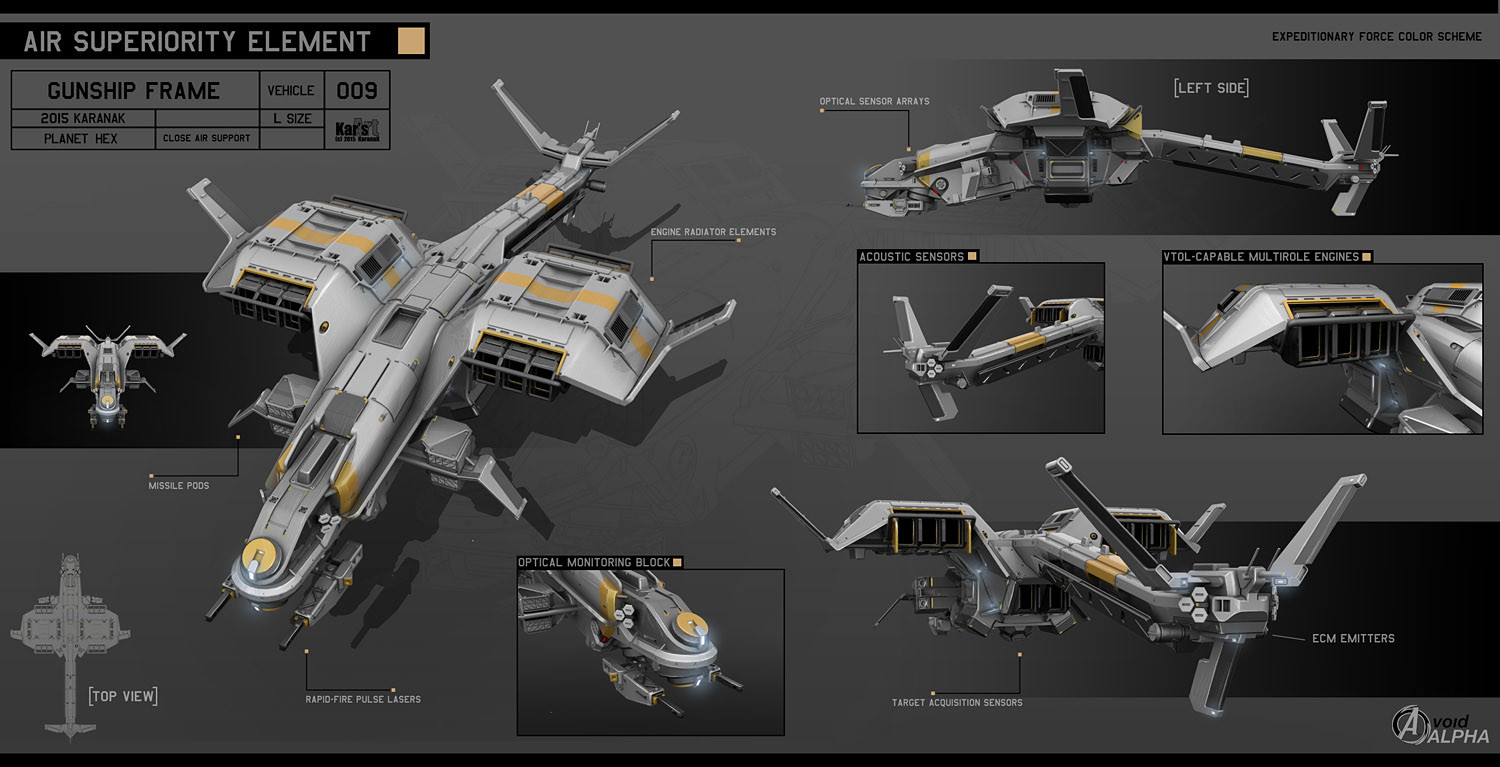 AIR SUPERIORITY ELEMENT
EXPEDITIONARY FORCE COLOR SCHEME
GUNSHIP FRAME
VEHICLE
009
2015 KARANAK
L SIZE
PLANET HEX
CLOSE AIR SUPPORT
Kar's't
(c) 2015 Karanak
[LEFT SIDE]
OPTICAL SENSOR ARRAYS
ENGINE RADIATOR ELEMENTS
ACOUSTIC SENSORS
VTOL-CAPABLE MULTIROLE ENGINES
MISSILE PODS
OPTICAL MONITORING BLOCK
ECM EMITTERS
[TOP VIEW]
RAPID-FIRE PULSE LASERS
TARGET ACQUISITION SENSORS
A void
ALPHA